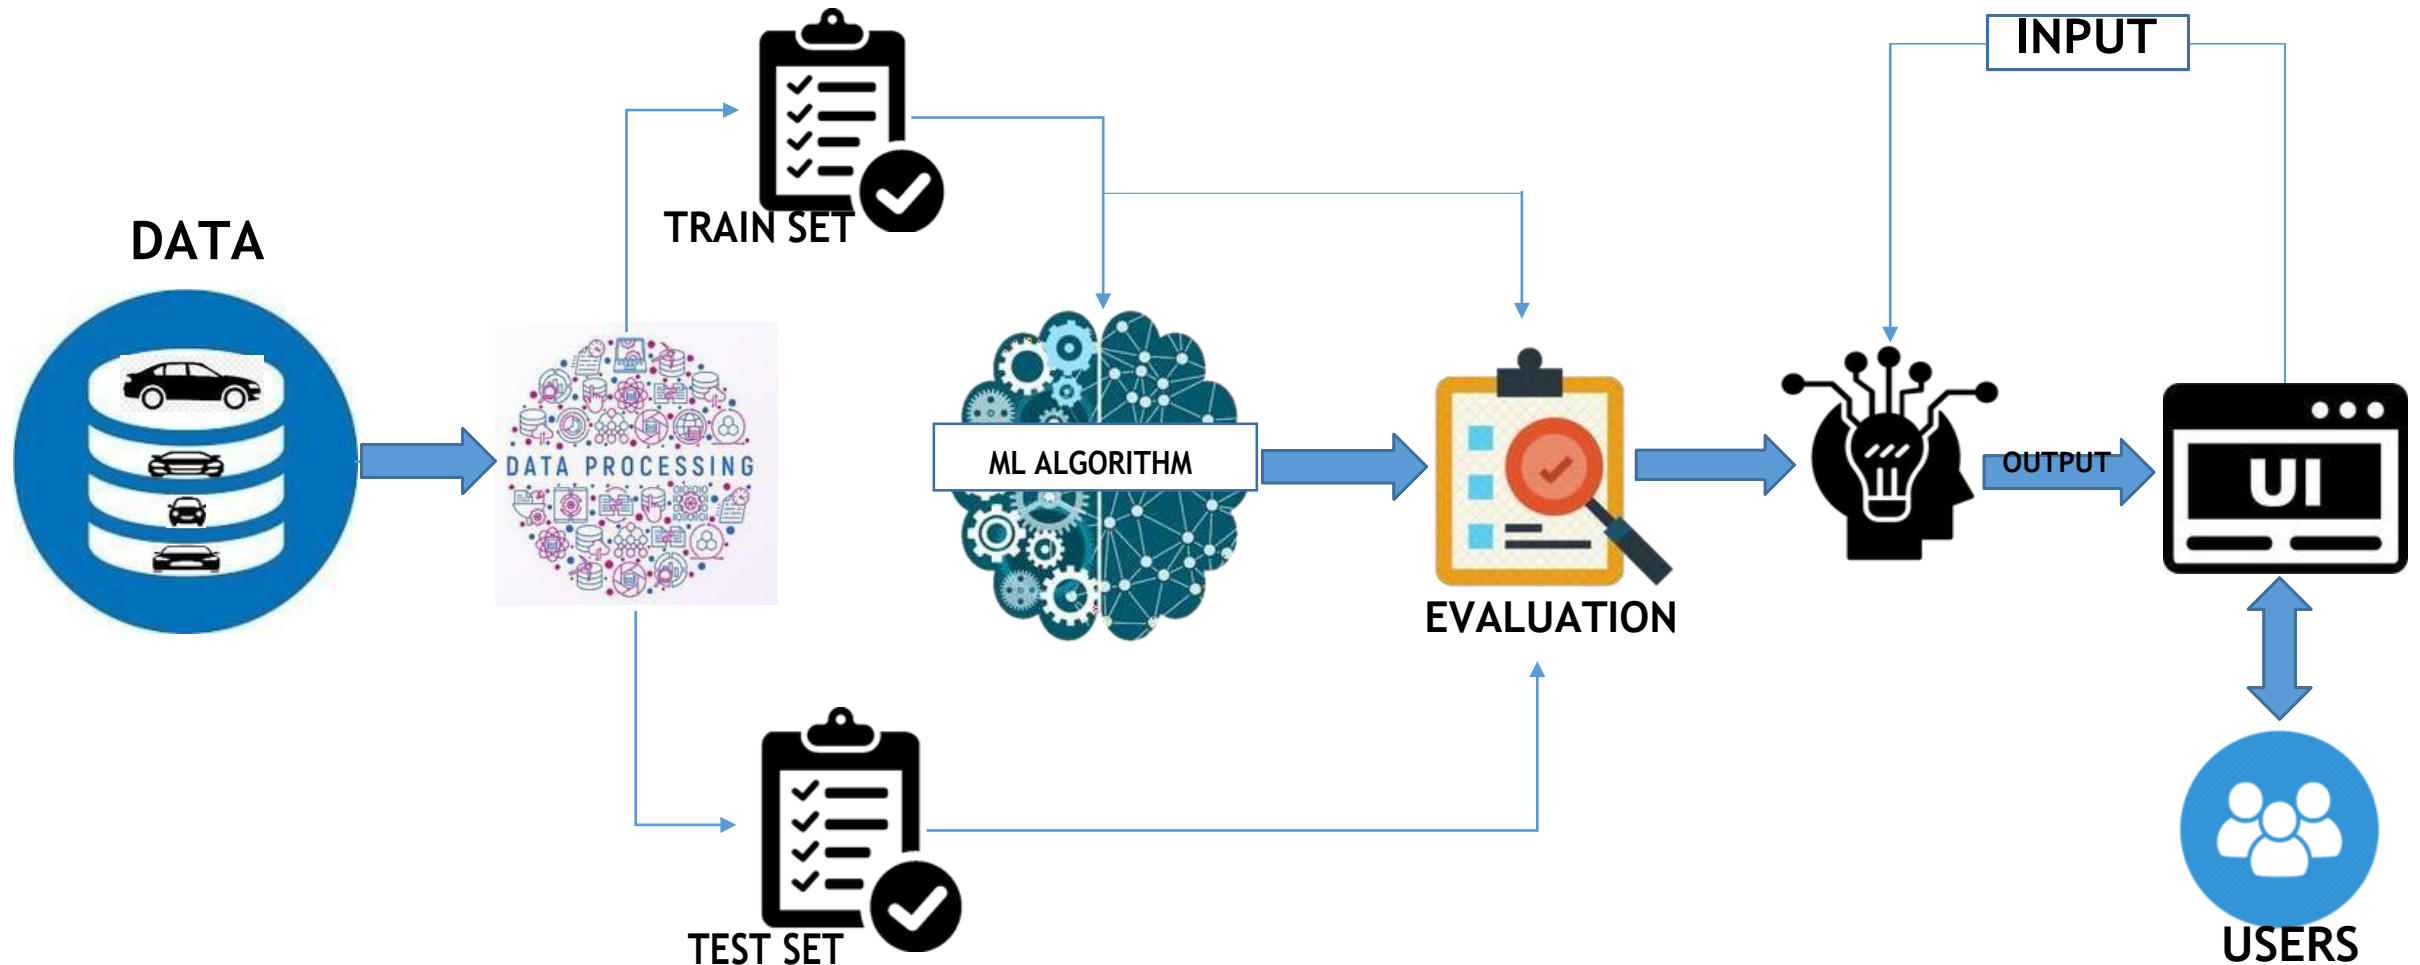 INPUT
TRAIN SET
DATA
DATA PROCESSING
ML ALGORITHM
OUTPUT
UI
EVALUATION
TEST SET
USERS